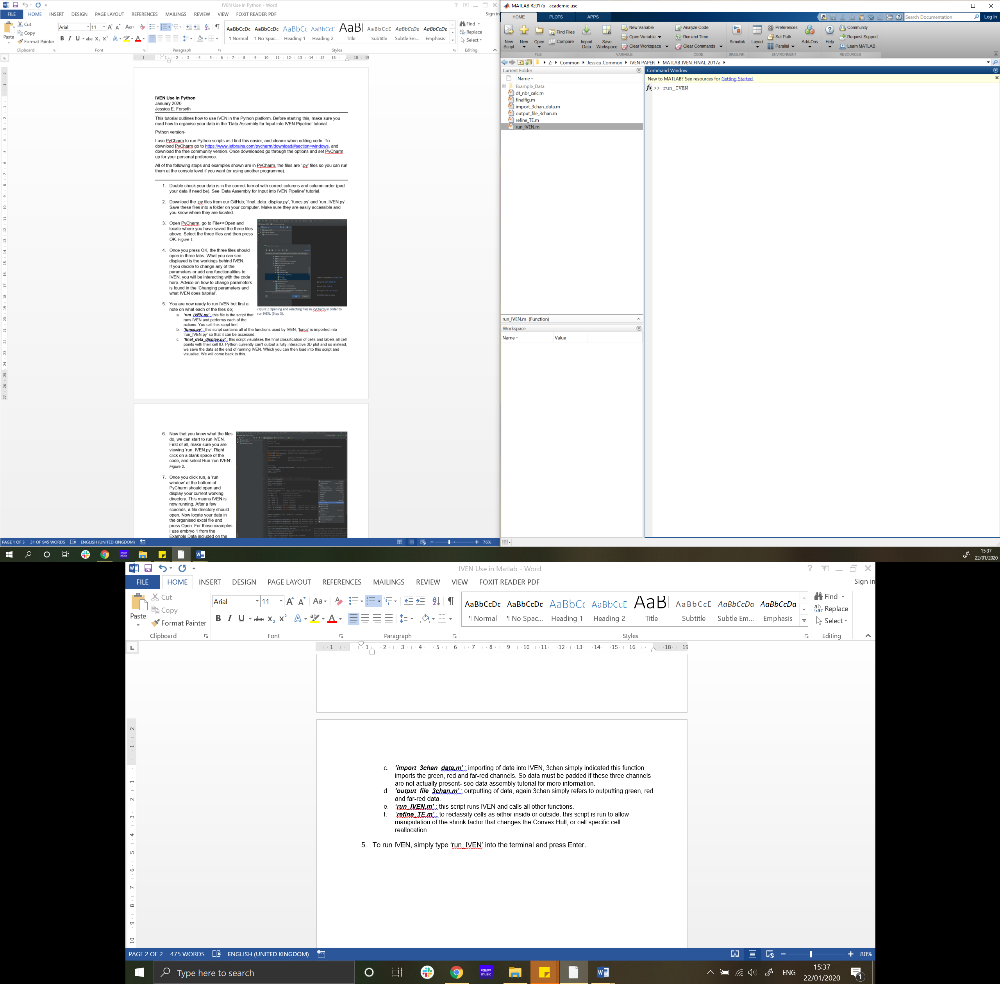 IVEN Use in Python - Word
Sign in
FILE HOME INSERT DESIGN PAGE LAYOUT REFERENCES MAILINGS REVIEW VIEW FOXIT READER PDF
Paste
Cut
Copy
Format Painter
Arial 11
AaBbCcDc AaBbCcDc AaBbCc AaBbCcC AaBl AaBbCcC AaBbCcDa AaBbCcDa
¶ Normal ¶ No Spac... Heading 1 Heading 2 Title Subtitle Subtle Em... Emphasis
Find
Replace
Select
Clipboard Font Paragraph Styles Editing
IVEN Use in Python
January 2020
Jessica E. Forsyth
This tutorial outlines how to use IVEN in the Python platform. Before starting this, make sure you
read how to organise your data in the 'Data Assembly for Input into IVEN Pipeline' tutorial.
Python version-
I use PyCharm to run Python scripts as I find this easier, and clearer when editing code. To
download PyCharm go to https://www.jetbrains.com/pycharm/download/#section=windows, and
download the free community version. Once downloaded go through the options and set PyCharm
up for your personal preference.
All of the following steps and examples shown are in PyCharm, the files are '.py' files so you can run
them at the console level if you want (or using another programme).
1. Double check your data is in the correct format with correct columns and column order (pad
your data if need be). See 'Data Assembly for Input into IVEN Pipeline' tutorial.
2. Download the .py files from our GitHub; 'final_data_display.py', 'funcs.py' and 'run_IVEN.py'.
Save these files into a folder on your computer. Make sure they are easily accessible and
you know where they are located.
3. Open PyCharm, go to File>>Open and
locate where you have saved the three files
above. Select the three files and then press
OK. Figure 1.
4. Once you press OK, the three files should
open in three tabs. What you can see
displayed is the workings behind IVEN.
If you decide to change any of the
parameters or add any functionalities to
IVEN, you will be interacting with the code
here. Advice on how to change parameters
is found in the 'Changing parameters and
what IVEN does tutorial'.
5. You are now ready to run IVEN but first a
note on what each of the files do;
a. 'run_IVEN.py' : this file is the script that
runs IVEN and performs each of the
actions. You call this script first.
b. 'funcs.py' : this script contains all of the functions used by IVEN, 'funcs' is imported into
'run_IVEN.py' so that it can be accessed.
c. 'final_data_display.py' : this script visualises the final classification of cells and labels all cell
points with their cell ID. Python currently can't output a fully interactive 3D plot and so instead,
we save the data at the end of running IVEN. Which you can then load into this script and
visualise. We will come back to this.
Figure 1 Opening and selecting files in PyCharm in order to
run IVEN. (Step 3).
6. Now that you know what the files
do, we can start to run IVEN.
First of all, make sure you are
viewing 'run_IVEN.py'. Right
click on a blank space of the
code, and select Run 'run IVEN'.
Figure 2.
7. Once you click run, a 'run
window' at the bottom of
PyCharm should open and
display your current working
directory. This means IVEN is
now running. After a few
sceonds, a file directory should
open. Now locate your data in
the organised excel file and
press Open. For these examples
I use embryo 1 from the
Example Data included on the
PAGE 1 OF 3 31 OF 945 WORDS ENGLISH (UNITED KINGDOM) 76%
MATLAB R2017a - academic use
HOME PLOTS APPS
Search Documentation
Log In
New Script
New
Open
Find Files
Compare
Import Data
Save Workspace
New Variable
Open Variable
Clear Workspace
Analyze Code
Run and Time
Clear Commands
Simulink
Layout
Preferences
Set Path
Parallel
Add-Ons
Help
Community
Request Support
Learn MATLAB
FILE VARIABLE CODE SIMULINK ENVIRONMENT RESOURCES
Z: Common Jessica_Common IVEN PAPER MATLAB_IVEN_FINAL_2017a
Current Folder
Name
Example_Data
dt_nbr_calc.m
finalfig.m
import_3chan_data.m
output_file_3chan.m
refine_TE.m
run_IVEN.m
run_IVEN.m (Function)
Workspace
Name Value
Command Window
New to MATLAB? See resources for Getting Started.
fx >> run_IVEN
15:37
22/01/2020
IVEN Use in Matlab - Word
Sign in
FILE HOME INSERT DESIGN PAGE LAYOUT REFERENCES MAILINGS REVIEW VIEW FOXIT READER PDF
Paste
Cut
Copy
Format Painter
Arial 11
AaBbCcDc AaBbCcDc AaBbCc AaBbCcC AaBl AaBbCcC AaBbCcDa AaBbCcDa
¶ Normal ¶ No Spac... Heading 1 Heading 2 Title Subtitle Subtle Em... Emphasis
Find
Replace
Select
Clipboard Font Paragraph Styles Editing
c. 'import_3chan_data.m' : importing of data into IVEN, 3chan simply indicated this function
imports the green, red and far-red channels. So data must be padded if these three channels
are not actually present- see data assembly tutorial for more information.
d. 'output_file_3chan.m' : outputting of data, again 3chan simply refers to outputting green, red
and far-red data.
e. 'run_IVEN.m' : this script runs IVEN and calls all other functions.
f. 'refine_TE.m' : to reclassify cells as either inside or outside, this script is run to allow
manipulation of the shrink factor that changes the Convex Hull, or cell specific cell
reallocation.
5. To run IVEN, simply type 'run_IVEN' into the terminal and press Enter.
PAGE 2 OF 2 475 WORDS ENGLISH (UNITED KINGDOM) 80%
Type here to search
amazon music
ENG
15:37
22/01/2020
1